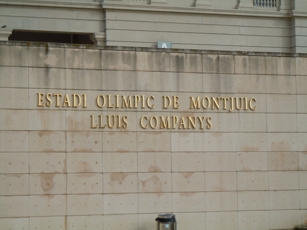 ESTADI OLIMPIC DE MONTJUIC
LLUIS COMPANYS